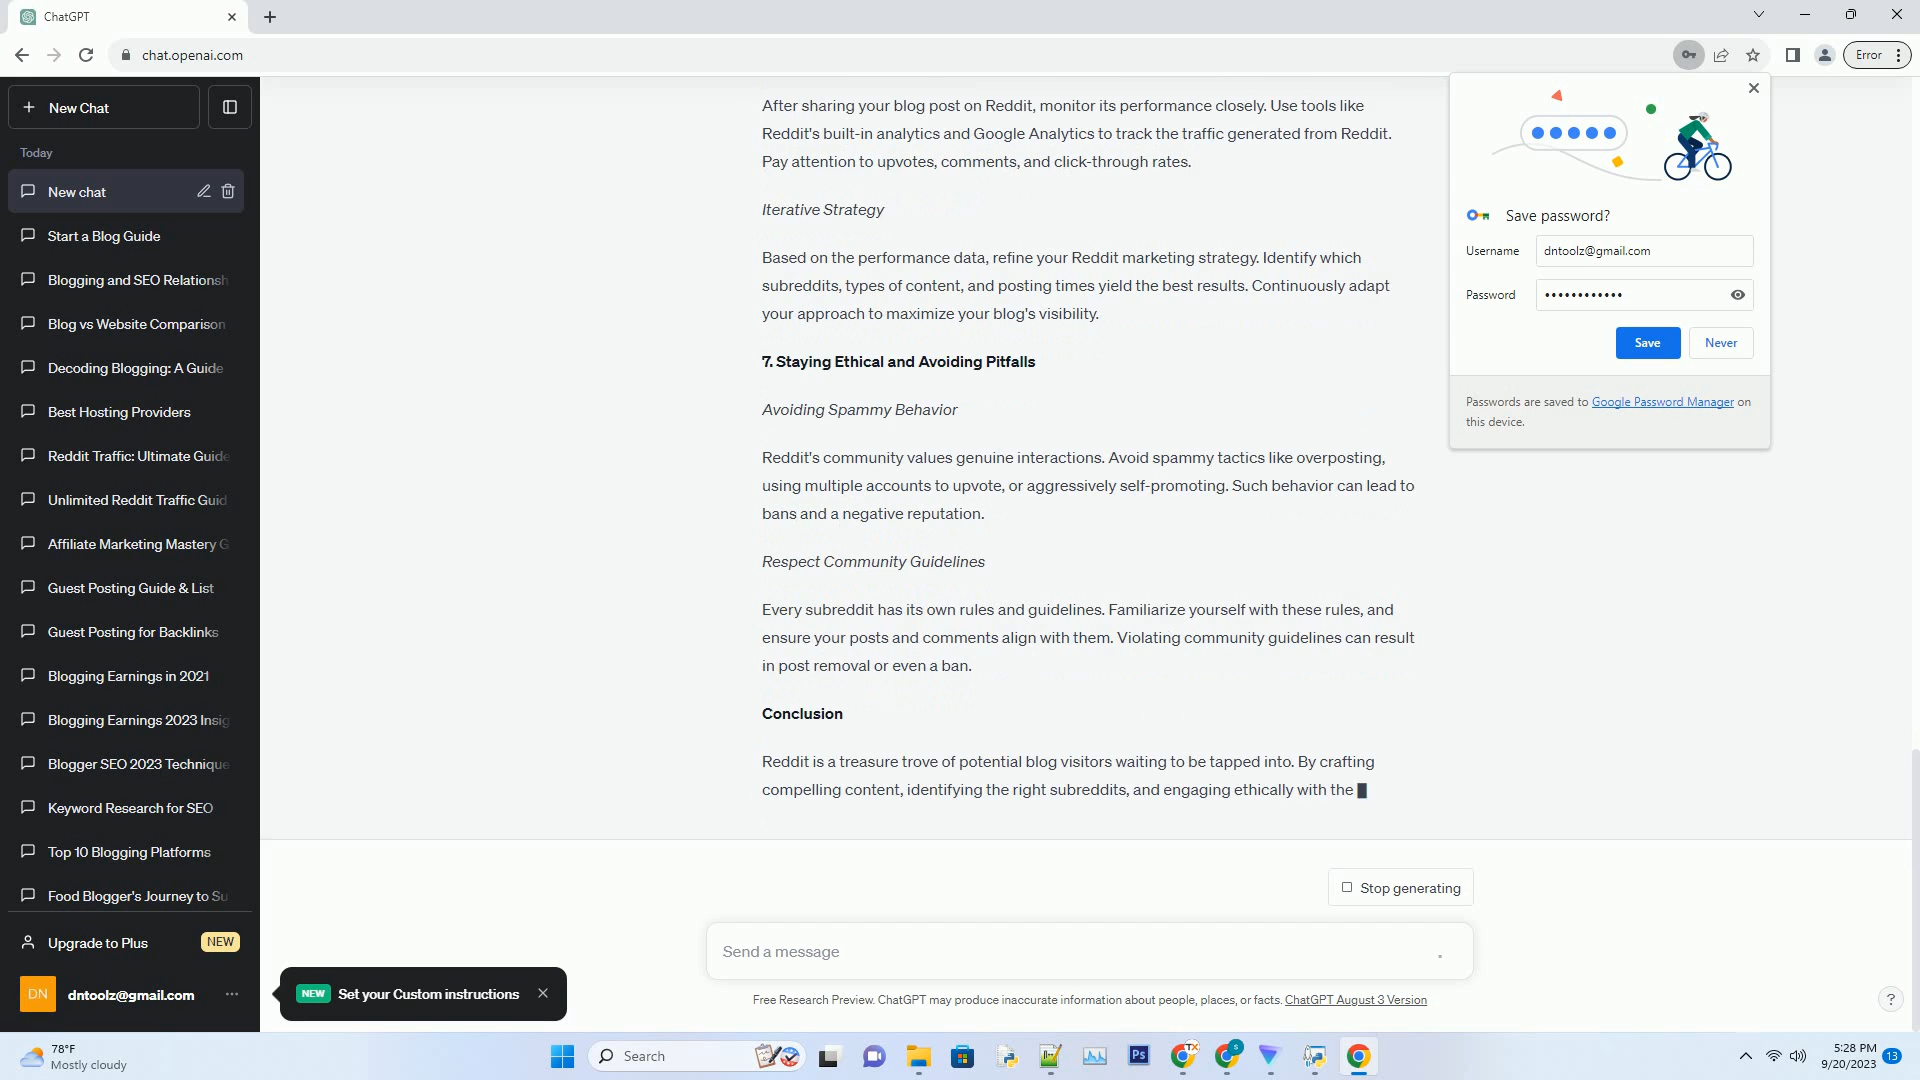 ChatGPT
chat.openai.com
Error
New Chat
Today
New chat
Start a Blog Guide
Blogging and SEO Relationsh
Blog vs Website Comparison
Decoding Blogging: A Guide
Best Hosting Providers
Reddit Traffic: Ultimate Guide
Unlimited Reddit Traffic Guid
Affiliate Marketing Mastery G
Guest Posting Guide & List
Guest Posting for Backlinks
Blogging Earnings in 2021
Blogging Earnings 2023 Insig
Blogger SEO 2023 Technique
Keyword Research for SEO
Top 10 Blogging Platforms
Food Blogger's Journey to Su
Upgrade to Plus NEW
DN dntoolz@gmail.com
After sharing your blog post on Reddit, monitor its performance closely. Use tools like
Reddit's built-in analytics and Google Analytics to track the traffic generated from Reddit.
Pay attention to upvotes, comments, and click-through rates.
Iterative Strategy
Based on the performance data, refine your Reddit marketing strategy. Identify which
subreddits, types of content, and posting times yield the best results. Continuously adapt
your approach to maximize your blog's visibility.
7. Staying Ethical and Avoiding Pitfalls
Avoiding Spammy Behavior
Reddit's community values genuine interactions. Avoid spammy tactics like overposting,
using multiple accounts to upvote, or aggressively self-promoting. Such behavior can lead to
bans and a negative reputation.
Respect Community Guidelines
Every subreddit has its own rules and guidelines. Familiarize yourself with these rules, and
ensure your posts and comments align with them. Violating community guidelines can result
in post removal or even a ban.
Conclusion
Reddit is a treasure trove of potential blog visitors waiting to be tapped into. By crafting
compelling content, identifying the right subreddits, and engaging ethically with the
Stop generating
Send a message
Free Research Preview. ChatGPT may produce inaccurate information about people, places, or facts. ChatGPT August 3 Version
NEW Set your Custom instructions
?
Save password?
Username dntoolz@gmail.com
Password ••••••••••••
Save Never
Passwords are saved to Google Password Manager on
this device.
78°F
Mostly cloudy
Search
Ps
TX
S
5:28 PM
9/20/2023
13